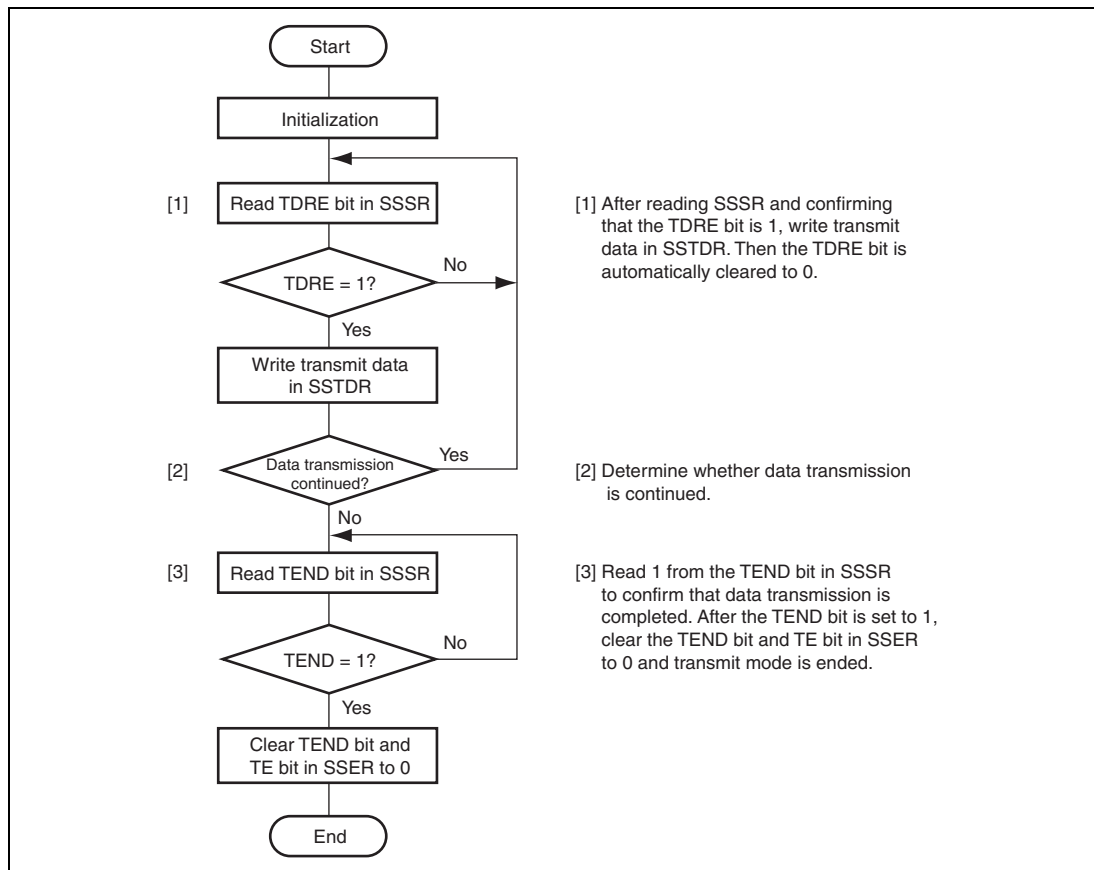 Start
Initialization
[1]
Read TDRE bit in SSSR
[1] After reading SSSR and confirming
that the TDRE bit is 1, write transmit
data in SSTDR. Then the TDRE bit is
automatically cleared to 0.
TDRE = 1?
No
Yes
Write transmit data
in SSTDR
[2]
Data transmission
continued?
Yes
[2] Determine whether data transmission
is continued.
No
[3]
Read TEND bit in SSSR
[3] Read 1 from the TEND bit in SSSR
to confirm that data transmission is
completed. After the TEND bit is set to 1,
clear the TEND bit and TE bit in SSER
to 0 and transmit mode is ended.
TEND = 1?
No
Yes
Clear TEND bit and
TE bit in SSER to 0
End